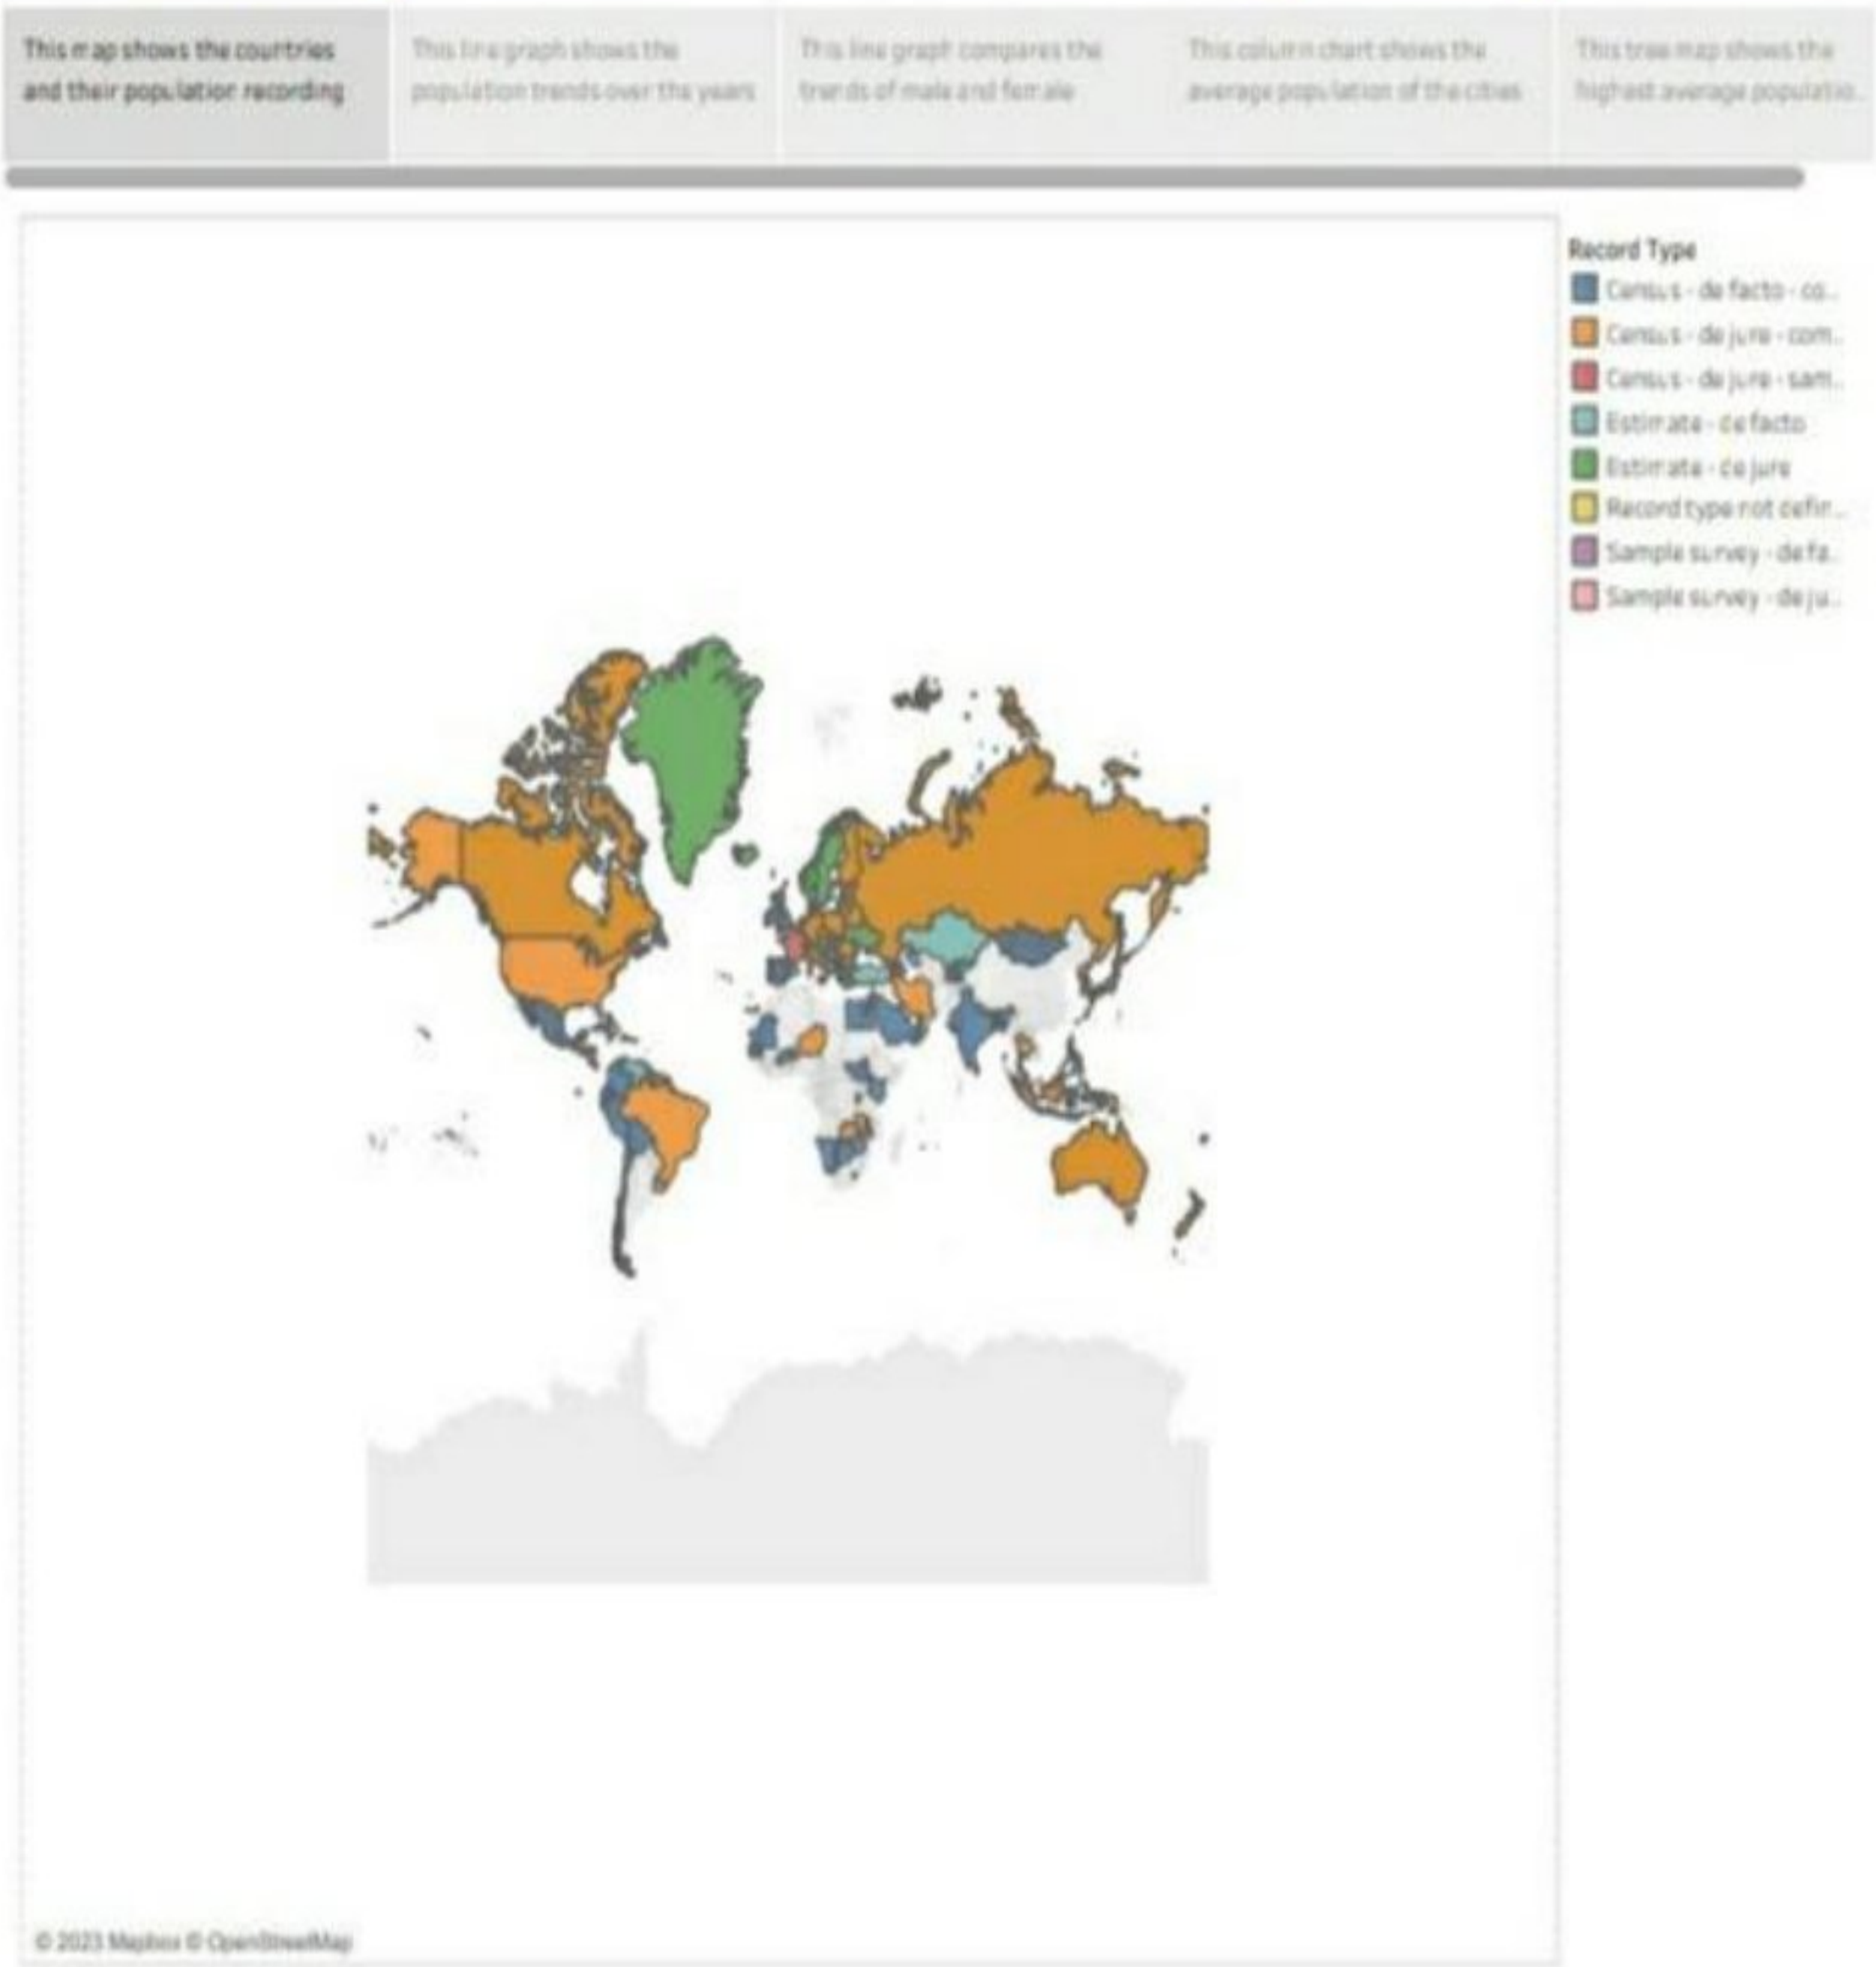 This map shows the countries
and their population recording
This line graph shows the
population trends over the years
This line graph compares the
trends of male and female
This column chart shows the
average population of the cities
This tree map shows the
highest average populatio..
Record Type
Census - de facto - co..
Census - de jure - com..
Census - de jure - sam..
Estimate - de facto
Estimate - de jure
Record type not defin..
Sample survey - de fa..
Sample survey - de ju..
© 2023 Mapbox © OpenStreetMap